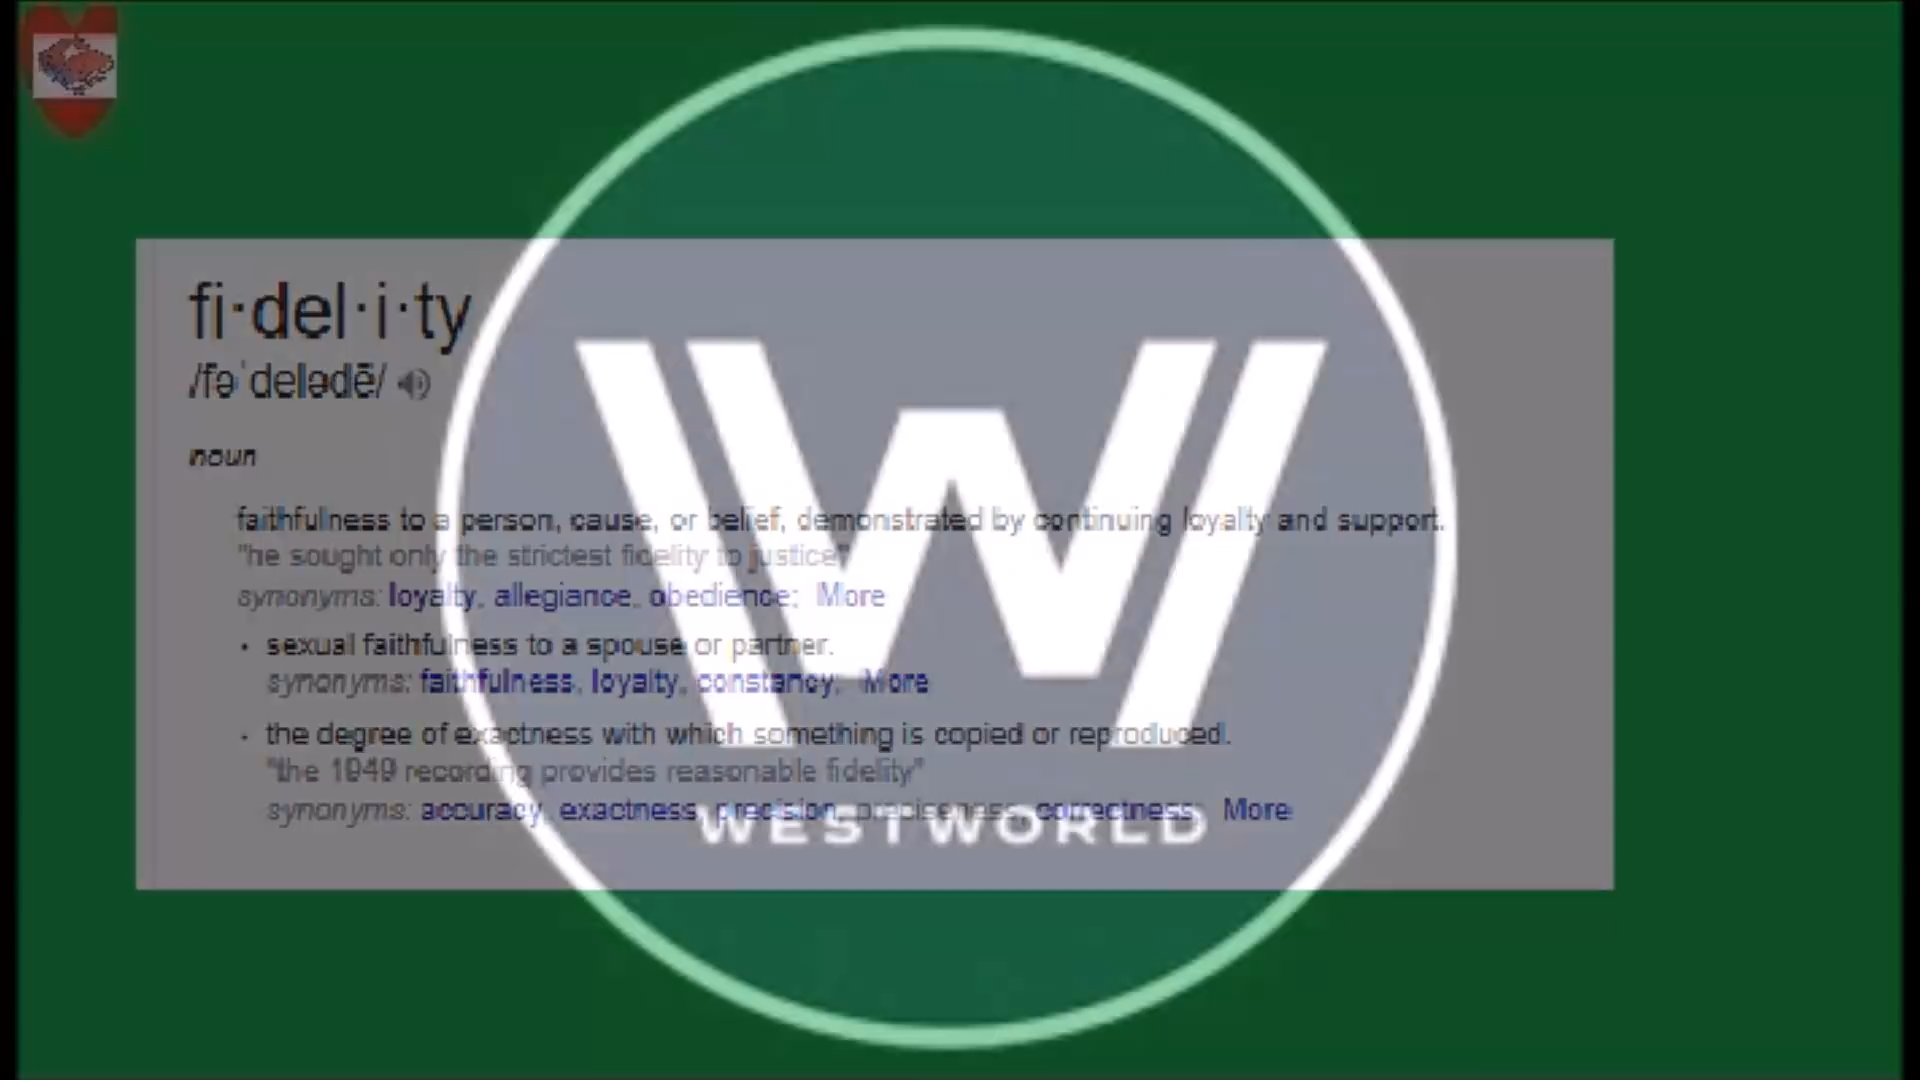 fi·del·i·ty
/fəˈdelədē/
noun
faithfulness to a person, cause, or belief, demonstrated by continuing loyalty and support.
"he sought only the strictest fidelity to justice"
synonyms: loyalty, allegiance, obedience; More
• sexual faithfulness to a spouse or partner.
synonyms: faithfulness, loyalty, constancy; More
• the degree of exactness with which something is copied or reproduced.
"the 1949 recording provides reasonable fidelity"
synonyms: accuracy, exactness, precision, preciseness, correctness; More
W
WESTWORLD